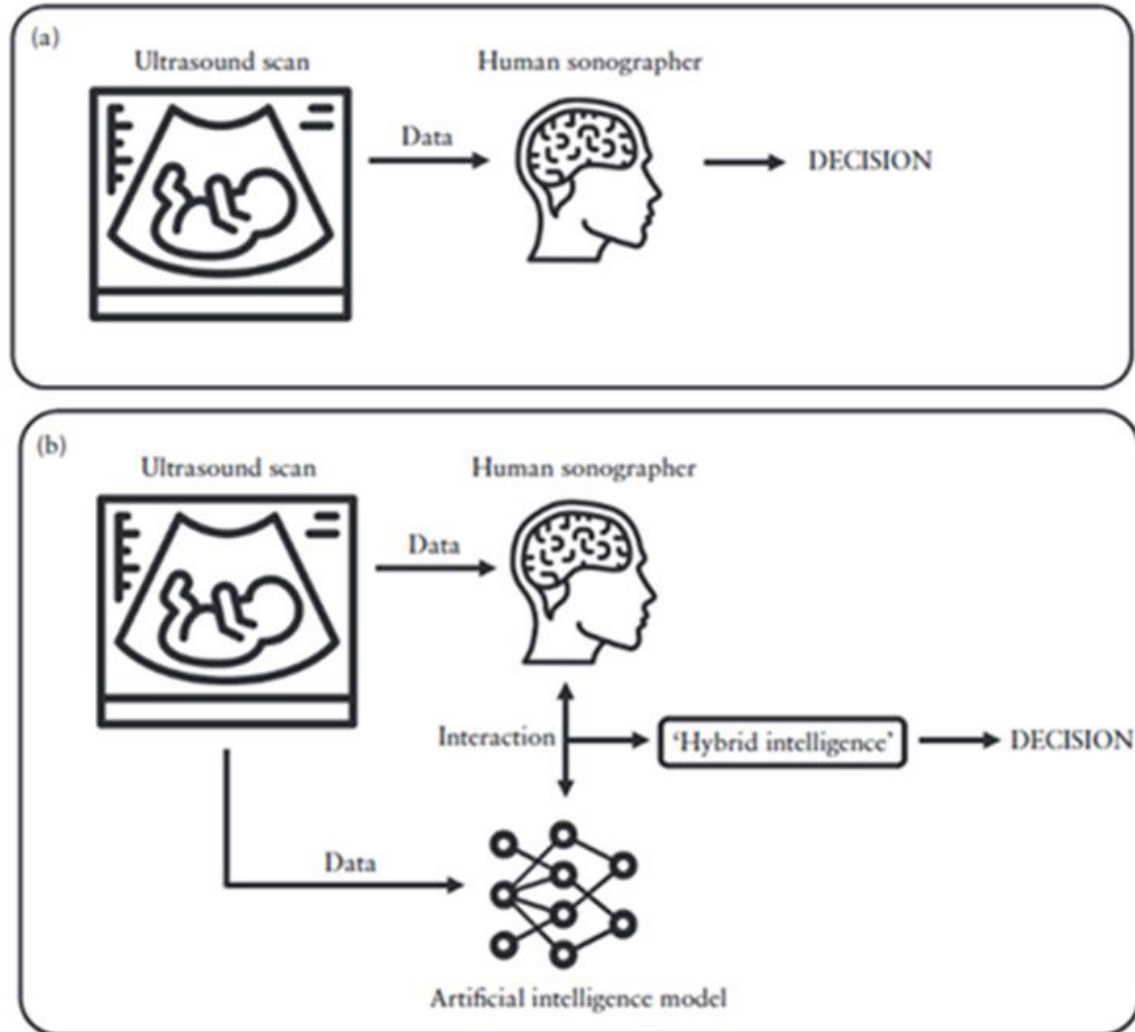 (a)
Ultrasound scan
Human sonographer
Data
DECISION
(b)
Ultrasound scan
Human sonographer
Data
Interaction
‘Hybrid intelligence’
DECISION
Data
Artificial intelligence model